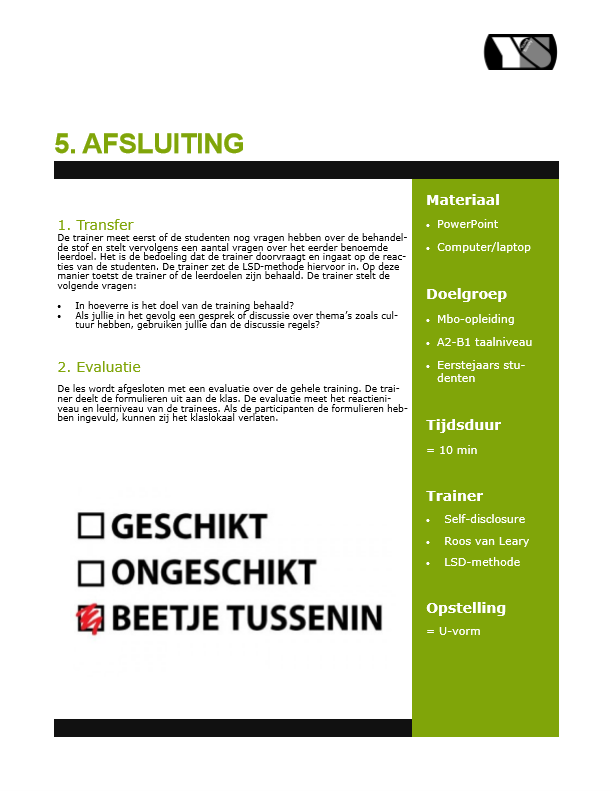 YS
5. AFSLUITING
1. Transfer
De trainer meet eerst of de studenten nog vragen hebben over de behandel-
de stof en stelt vervolgens een aantal vragen over het eerder benoemde
leerdoel. Het is de bedoeling dat de trainer doorvraagt en ingaat op de reac-
ties van de studenten. De trainer zet de LSD-methode hiervoor in. Op deze
manier toetst de trainer of de leerdoelen zijn behaald. De trainer stelt de
volgende vragen:
• In hoeverre is het doel van de training behaald?
• Als jullie in het gevolg een gesprek of discussie over thema’s zoals cul-
tuur hebben, gebruiken jullie dan de discussie regels?
2. Evaluatie
De les wordt afgesloten met een evaluatie over de gehele training. De trai-
ner deelt de formulieren uit aan de klas. De evaluatie meet het reactieni-
veau en leerniveau van de trainees. Als de participanten de formulieren heb-
ben ingevuld, kunnen zij het klaslokaal verlaten.
GESCHIKT
ONGESCHIKT
BEETJE TUSSENIN
Materiaal
• PowerPoint
• Computer/laptop
Doelgroep
• Mbo-opleiding
• A2-B1 taalniveau
• Eerstejaars stu-
denten
Tijdsduur
= 10 min
Trainer
• Self-disclosure
• Roos van Leary
• LSD-methode
Opstelling
= U-vorm